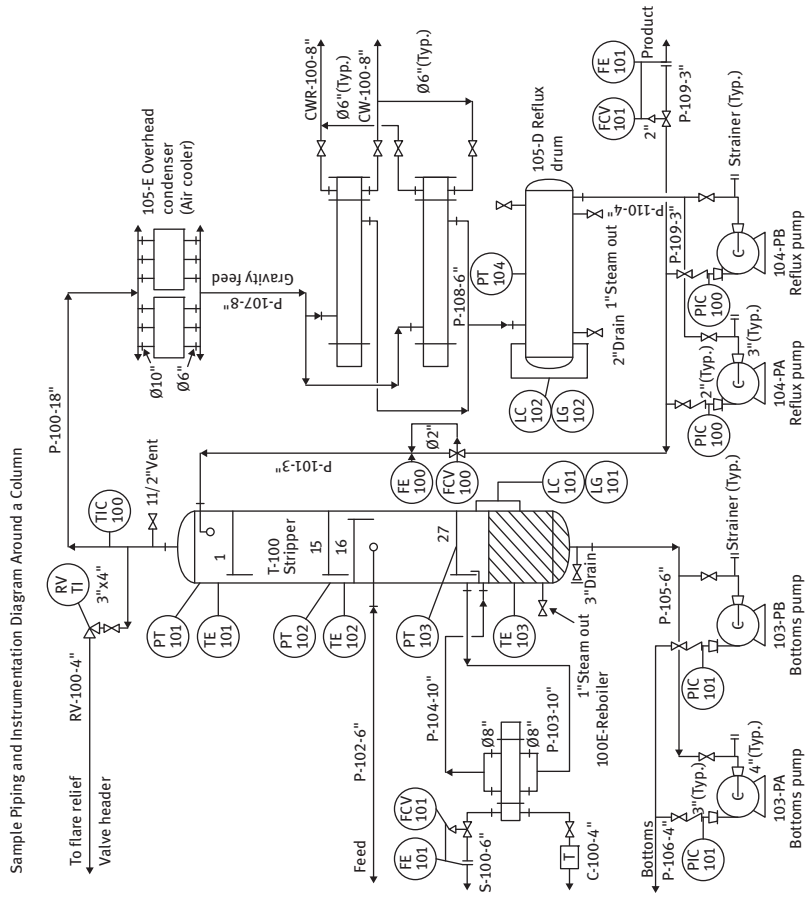 Sample Piping and Instrumentation Diagram Around a Column
To flare relief
Valve header
RV-100-4"
RV
TI
3"x4"
TIC
100
11/2"Vent
P-100-18"
105-E Overhead
condenser
(Air cooler)
Ø10"
Ø6"
P-107-8"
Gravity feed
CWR-100-8"
Ø6"(Typ.)
CW-100-8"
Ø6"(Typ.)
PT
101
TE
101
PT
102
TE
102
PT
103
TE
103
1
T-100
Stripper
15
16
27
P-101-3"
FE
100
FCV
100
Ø2"
P-108-6"
PT
104
105-D Reflux
drum
LC
102
LG
102
2"Drain
1"Steam out
P-110-4"
FCV
101
FE
101
Product
2"
P-109-3"
P-109-3"
LC
101
LG
101
Feed
P-102-6"
P-104-10"
P-103-10"
Ø8"
Ø8"
1"Steam out
100E-Reboiler
3"Drain
FE
101
FCV
101
S-100-6"
T
C-100-4"
Bottoms
P-106-4"
PIC
101
3"(Typ.)
4"(Typ.)
C
103-PA
Bottoms pump
P-105-6"
PIC
101
Strainer (Typ.)
C
103-PB
Bottoms pump
PIC
100
2"(Typ.)
3"(Typ.)
C
104-PA
Reflux pump
PIC
100
Strainer (Typ.)
C
104-PB
Reflux pump